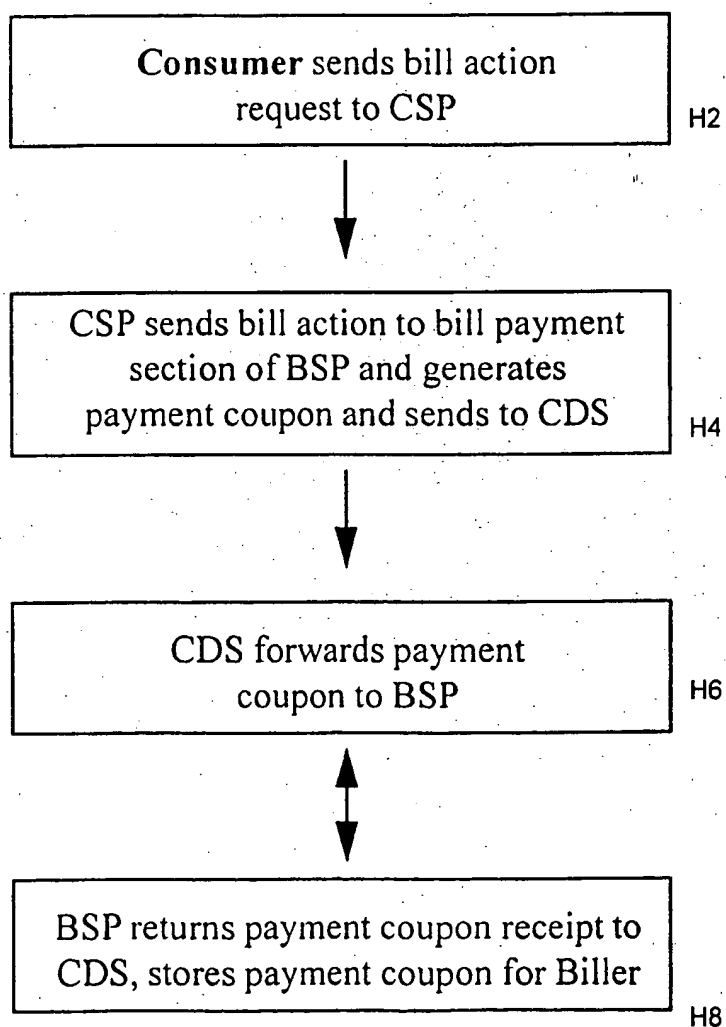 Consumer sends bill action
request to CSP
H2
CSP sends bill action to bill payment
section of BSP and generates
payment coupon and sends to CDS
H4
CDS forwards payment
coupon to BSP
H6
BSP returns payment coupon receipt to
CDS, stores payment coupon for Biller
H8